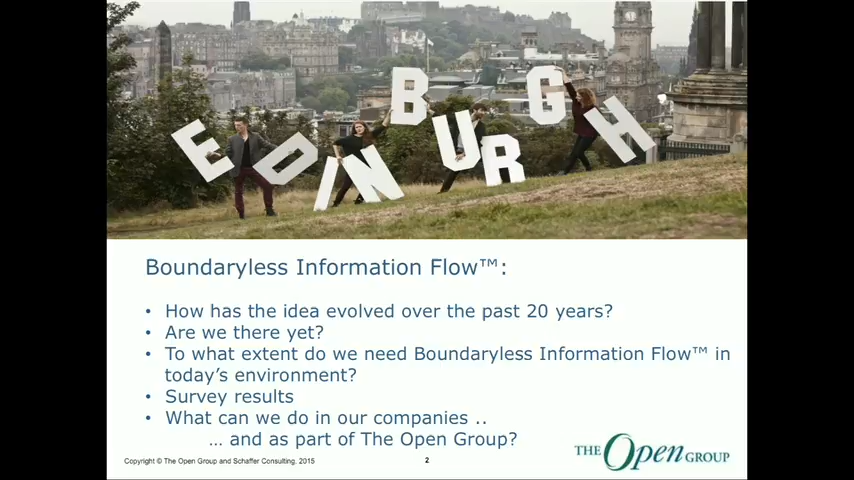 EDINBURGH
Boundaryless Information Flow™:
• How has the idea evolved over the past 20 years?
• Are we there yet?
• To what extent do we need Boundaryless Information Flow™ in
today's environment?
• Survey results
• What can we do in our companies ..
… and as part of The Open Group?
Copyright © The Open Group and Schaffer Consulting. 2015
2
THE Open GROUP